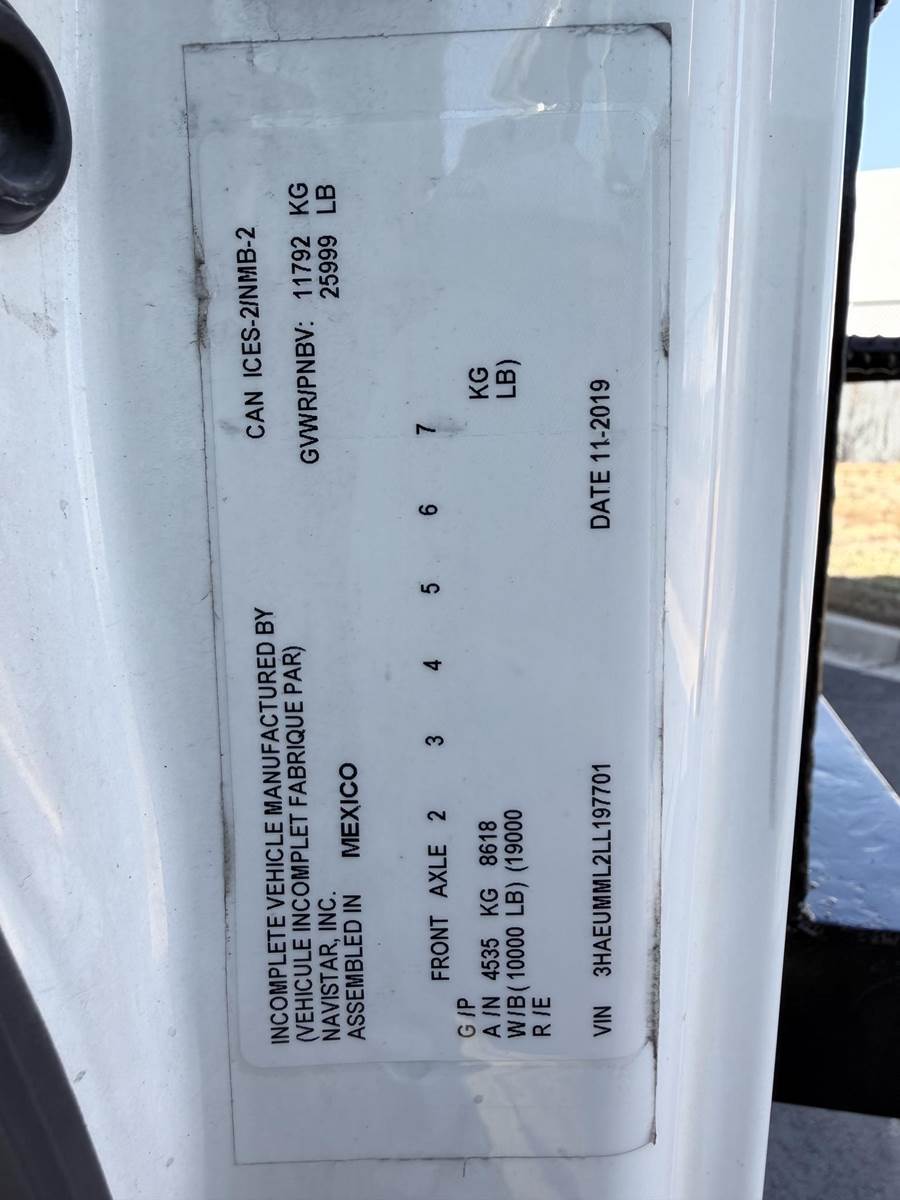 INCOMPLETE VEHICLE MANUFACTURED BY
(VEHICULE INCOMPLET FABRIQUE PAR)
NAVISTAR, INC.
ASSEMBLED IN MEXICO
CAN ICES-2/NMB-2
GVWR/PNBV: 11792 KG
25999 LB
FRONT AXLE 2 3 4 5 6 7
G/P
A/N 4535 KG 8618 KG
W/B (10000 LB) (19000 LB)
R/E
VIN 3HAEUMML2LL197701 DATE 11-2019